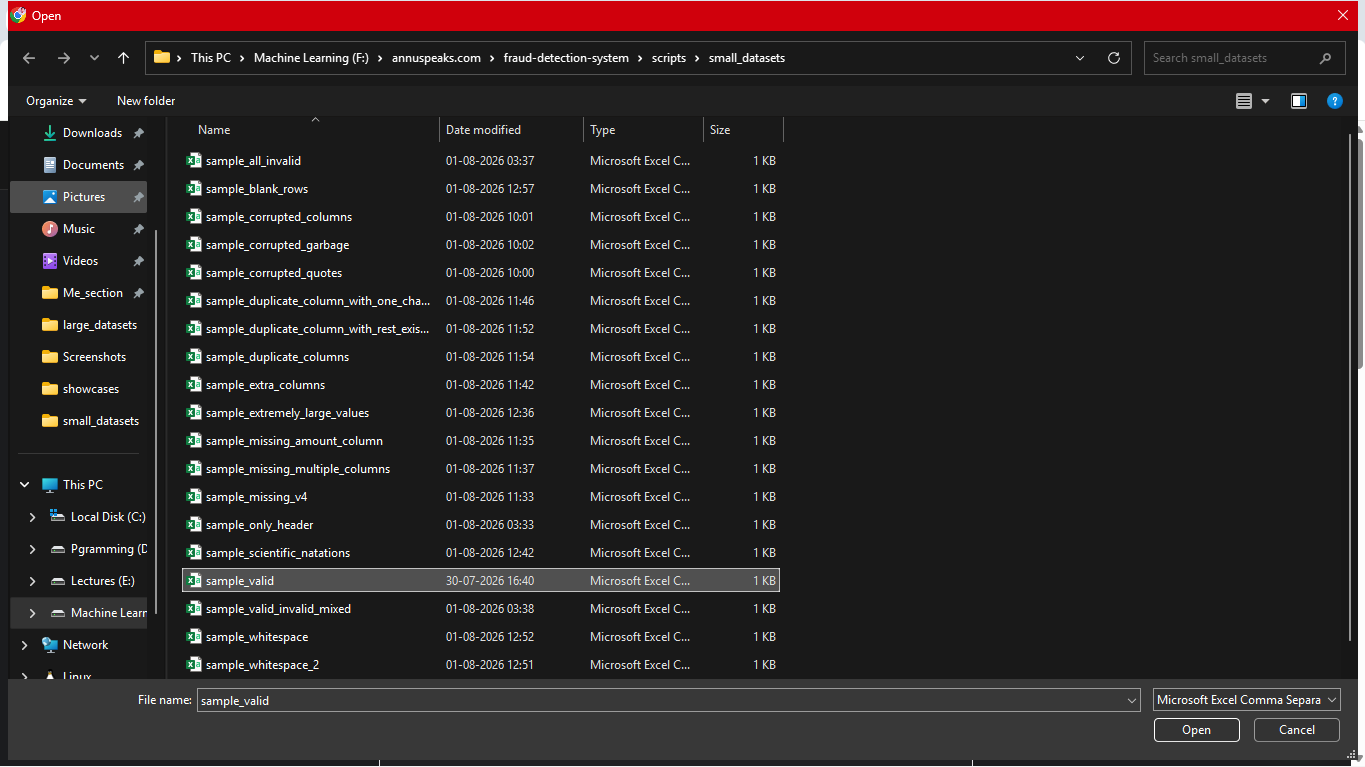 Open
This PC > Machine Learning (F:) > annuspeaks.com > fraud-detection-system > scripts > small_datasets
Search small_datasets
Organize New folder
Downloads
Documents
Pictures
Music
Videos
Me_section
large_datasets
Screenshots
showcases
small_datasets
This PC
Local Disk (C:)
Pgramming (D
Lectures (E:)
Machine Learn
Network
Linux
Name Date modified Type Size
sample_all_invalid 01-08-2026 03:37 Microsoft Excel C... 1 KB
sample_blank_rows 01-08-2026 12:57 Microsoft Excel C... 1 KB
sample_corrupted_columns 01-08-2026 10:01 Microsoft Excel C... 1 KB
sample_corrupted_garbage 01-08-2026 10:02 Microsoft Excel C... 1 KB
sample_corrupted_quotes 01-08-2026 10:00 Microsoft Excel C... 1 KB
sample_duplicate_column_with_one_cha... 01-08-2026 11:46 Microsoft Excel C... 1 KB
sample_duplicate_column_with_rest_exis... 01-08-2026 11:52 Microsoft Excel C... 1 KB
sample_duplicate_columns 01-08-2026 11:54 Microsoft Excel C... 1 KB
sample_extra_columns 01-08-2026 11:42 Microsoft Excel C... 1 KB
sample_extremely_large_values 01-08-2026 12:36 Microsoft Excel C... 1 KB
sample_missing_amount_column 01-08-2026 11:35 Microsoft Excel C... 1 KB
sample_missing_multiple_columns 01-08-2026 11:37 Microsoft Excel C... 1 KB
sample_missing_v4 01-08-2026 11:33 Microsoft Excel C... 1 KB
sample_only_header 01-08-2026 03:33 Microsoft Excel C... 1 KB
sample_scientific_natations 01-08-2026 12:42 Microsoft Excel C... 1 KB
sample_valid 30-07-2026 16:40 Microsoft Excel C... 1 KB
sample_valid_invalid_mixed 01-08-2026 03:38 Microsoft Excel C... 1 KB
sample_whitespace 01-08-2026 12:52 Microsoft Excel C... 1 KB
sample_whitespace_2 01-08-2026 12:51 Microsoft Excel C... 1 KB
File name: sample_valid Microsoft Excel Comma Separa
Open Cancel